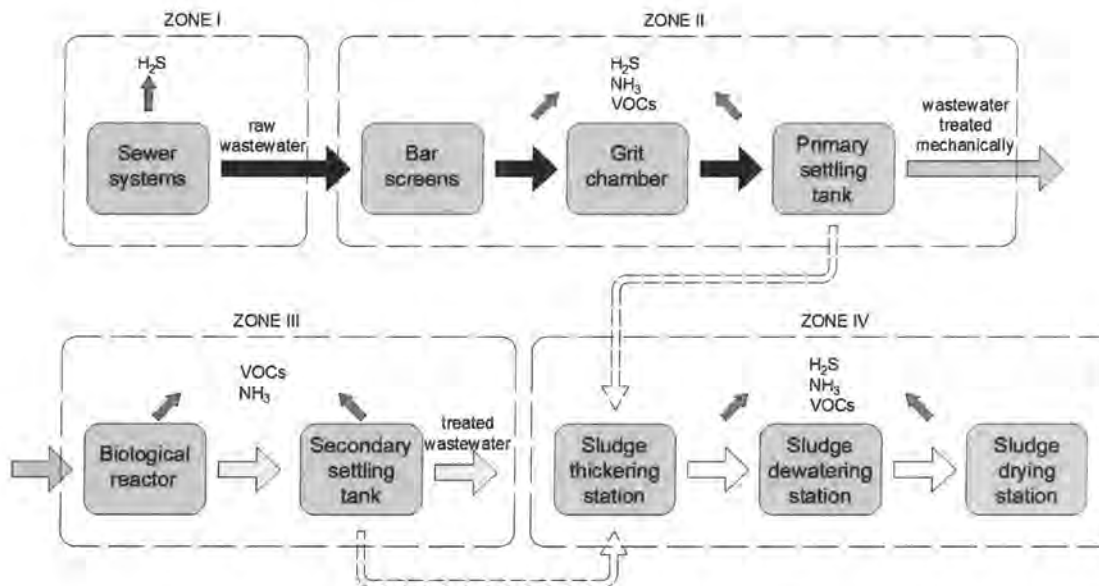 ZONE I
H₂S
Sewer
systems
raw
wastewater
ZONE II
H₂S
NH₃
VOCs
Bar
screens
Grit
chamber
Primary
settling
tank
wastewater
treated
mechanically
ZONE III
VOCs
NH₃
Biological
reactor
Secondary
settling
tank
treated
wastewater
ZONE IV
H₂S
NH₃
VOCs
Sludge
thickering
station
Sludge
dewatering
station
Sludge
drying
station